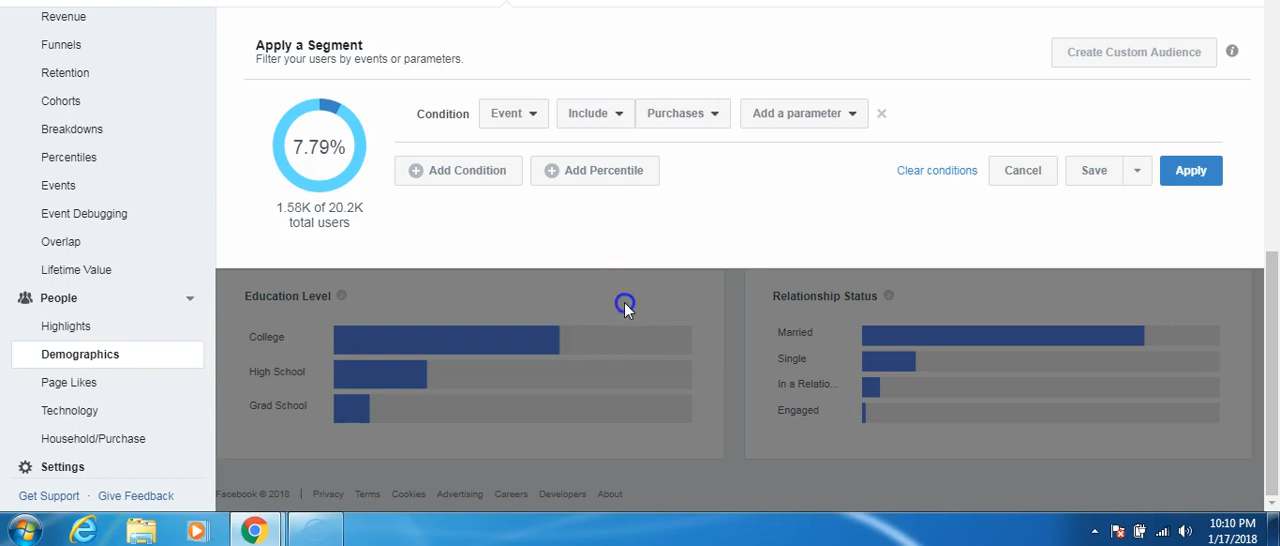 Revenue
Funnels
Retention
Cohorts
Breakdowns
Percentiles
Events
Event Debugging
Overlap
Lifetime Value
People
Highlights
Demographics
Page Likes
Technology
Household/Purchase
Settings
Get Support · Give Feedback
Apply a Segment
Filter your users by events or parameters.
Create Custom Audience
7.79%
1.58K of 20.2K
total users
Condition Event Include Purchases Add a parameter
Add Condition Add Percentile Clear conditions Cancel Save Apply
Education Level
College
High School
Grad School
Relationship Status
Married
Single
In a Relatio...
Engaged
Facebook © 2018 Privacy Terms Cookies Advertising Careers Developers About
10:10 PM
1/17/2018